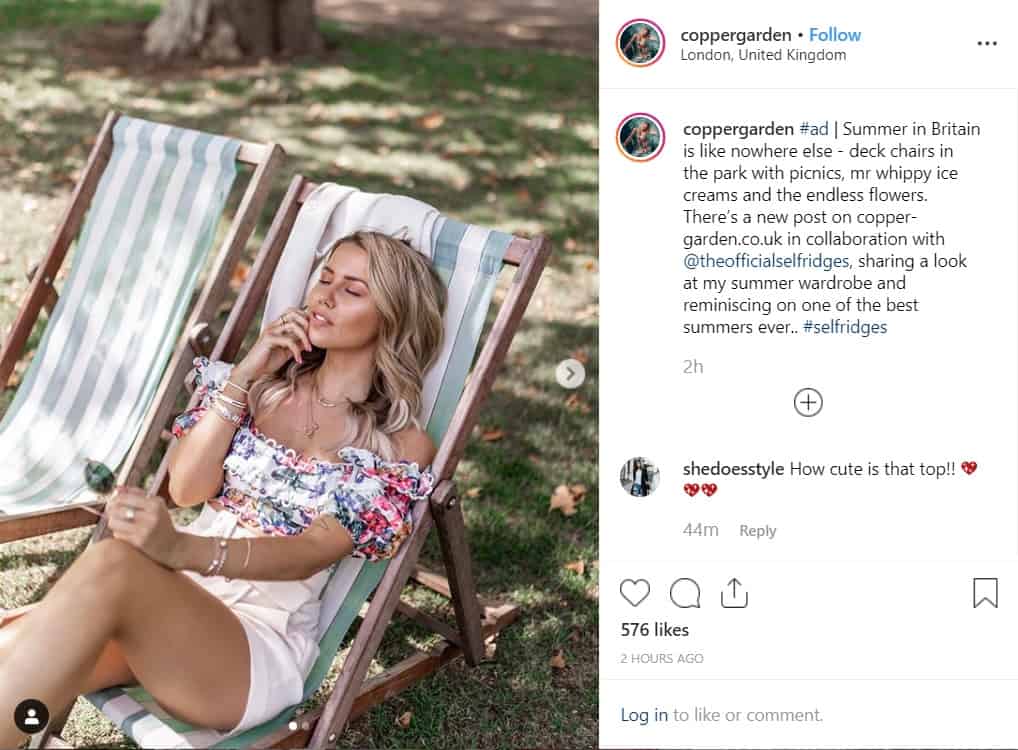 coppergarden • Follow
London, United Kingdom
coppergarden #ad | Summer in Britain
is like nowhere else - deck chairs in
the park with picnics, mr whippy ice
creams and the endless flowers.
There's a new post on copper-
garden.co.uk in collaboration with
@theofficialselfridges, sharing a look
at my summer wardrobe and
reminiscing on one of the best
summers ever.. #selfridges
2h
shedoesstyle How cute is that top!! 💖
💖💖
44m Reply
576 likes
2 HOURS AGO
Log in to like or comment.